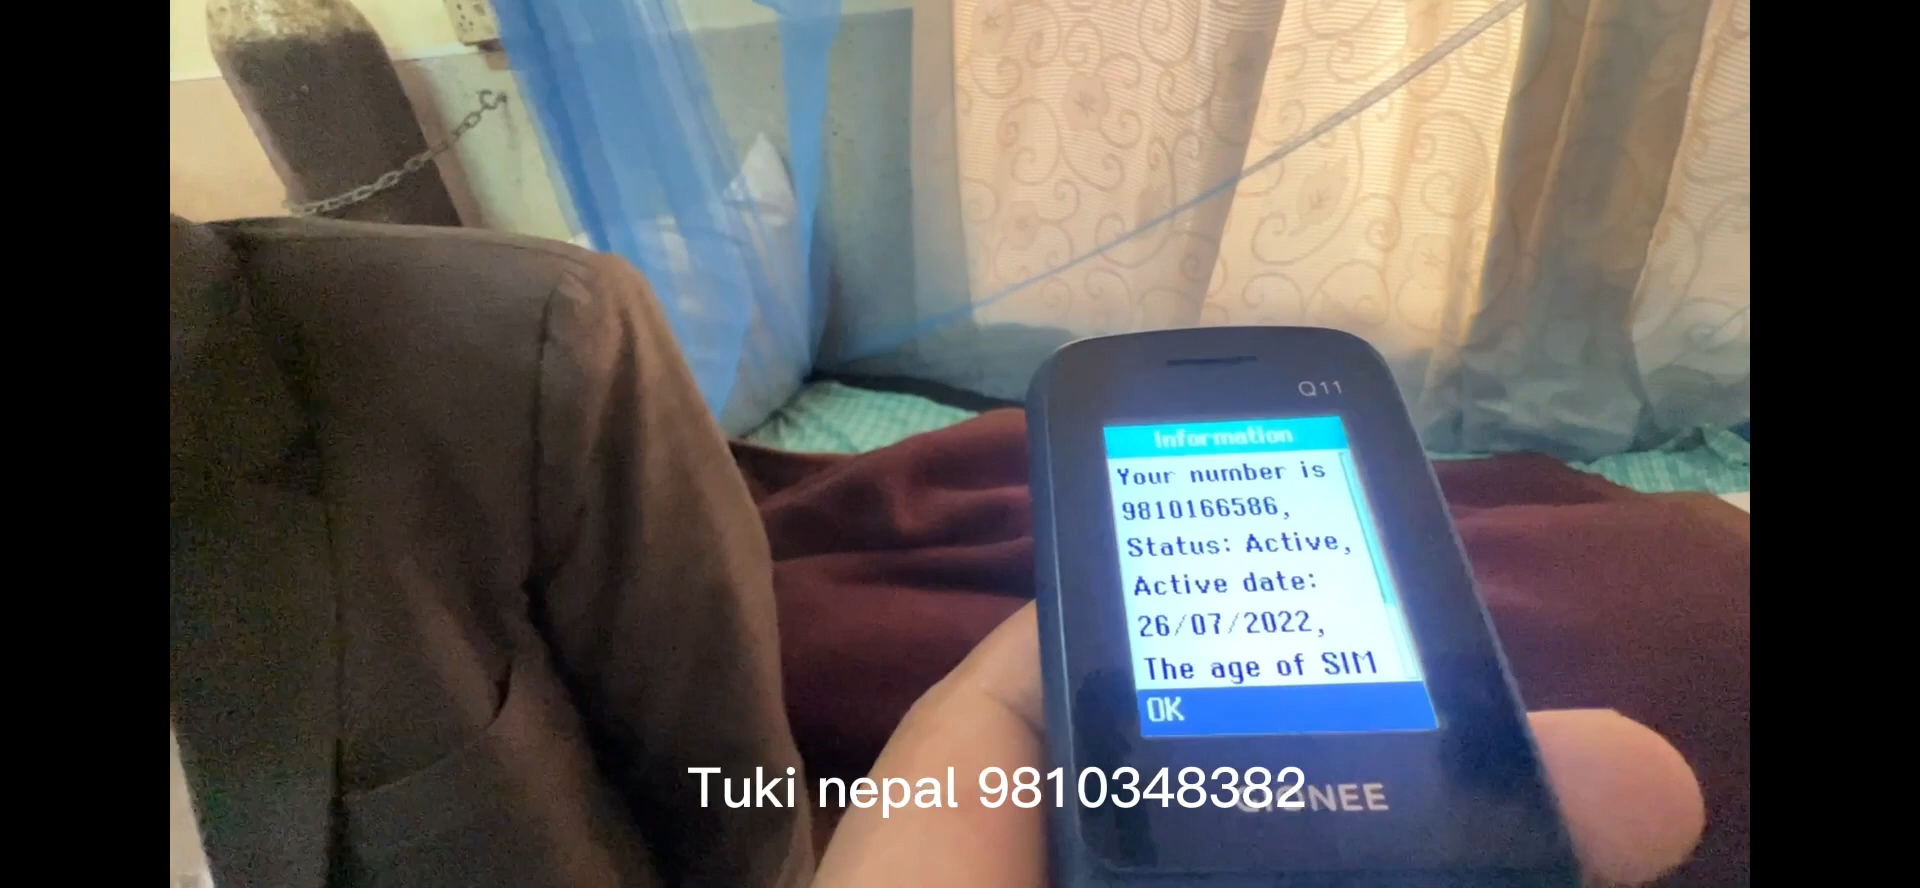 Q11
Information
Your number is
9810166586,
Status: Active,
Active date:
26/07/2022,
The age of SIM
OK
GIONEE
Tuki nepal 9810348382